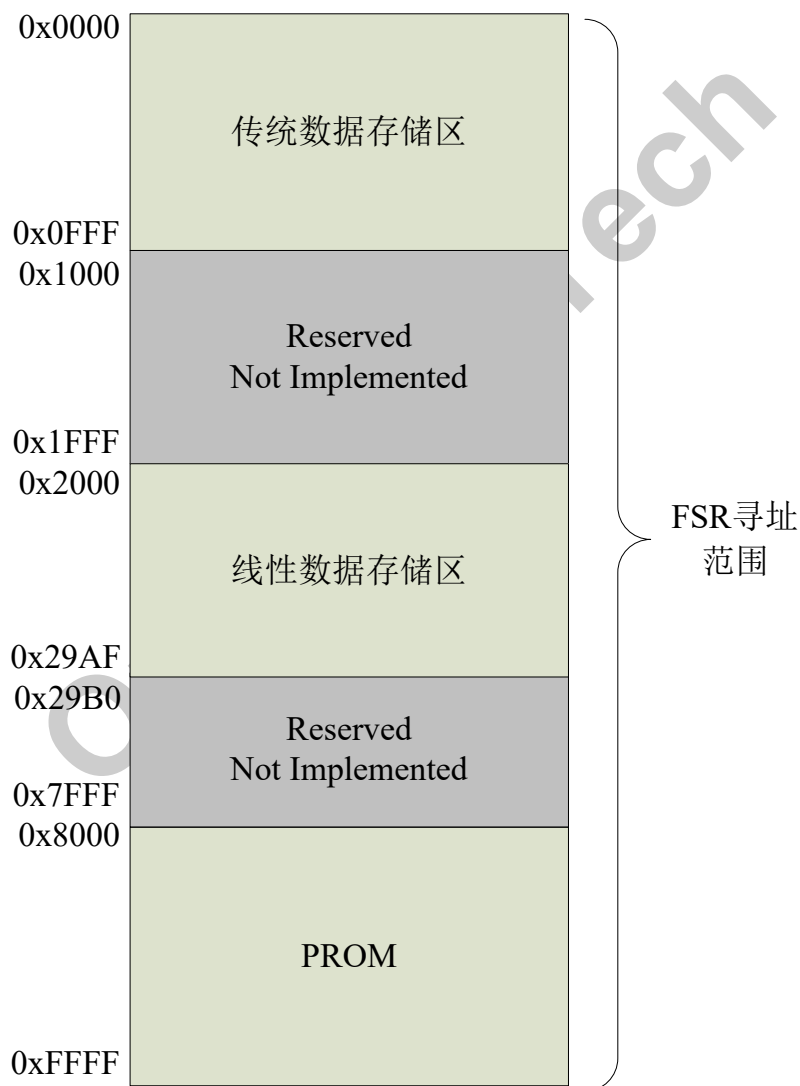 0x0000
传统数据存储区
0x0FFF
0x1000
Reserved
Not Implemented
0x1FFF
0x2000
线性数据存储区
0x29AF
0x29B0
Reserved
Not Implemented
0x7FFF
0x8000
PROM
0xFFFF
FSR寻址
范围